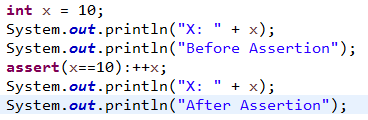 int x = 10;
System.out.println("X: " + x);
System.out.println("Before Assertion");
assert(x==10):++x;
System.out.println("X: " + x);
System.out.println("After Assertion");